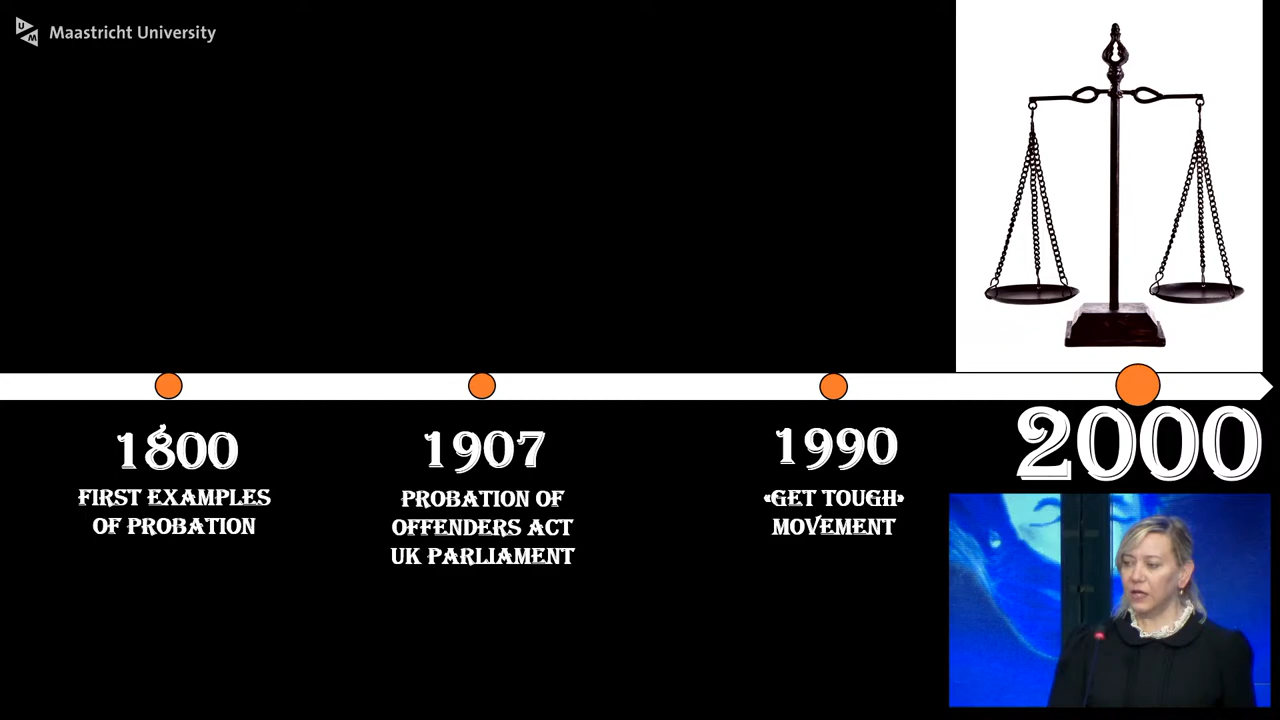 Maastricht University
1800
FIRST EXAMPLES
OF PROBATION
1907
PROBATION OF
OFFENDERS ACT
UK PARLIAMENT
1990
«GET TOUGH»
MOVEMENT
2000